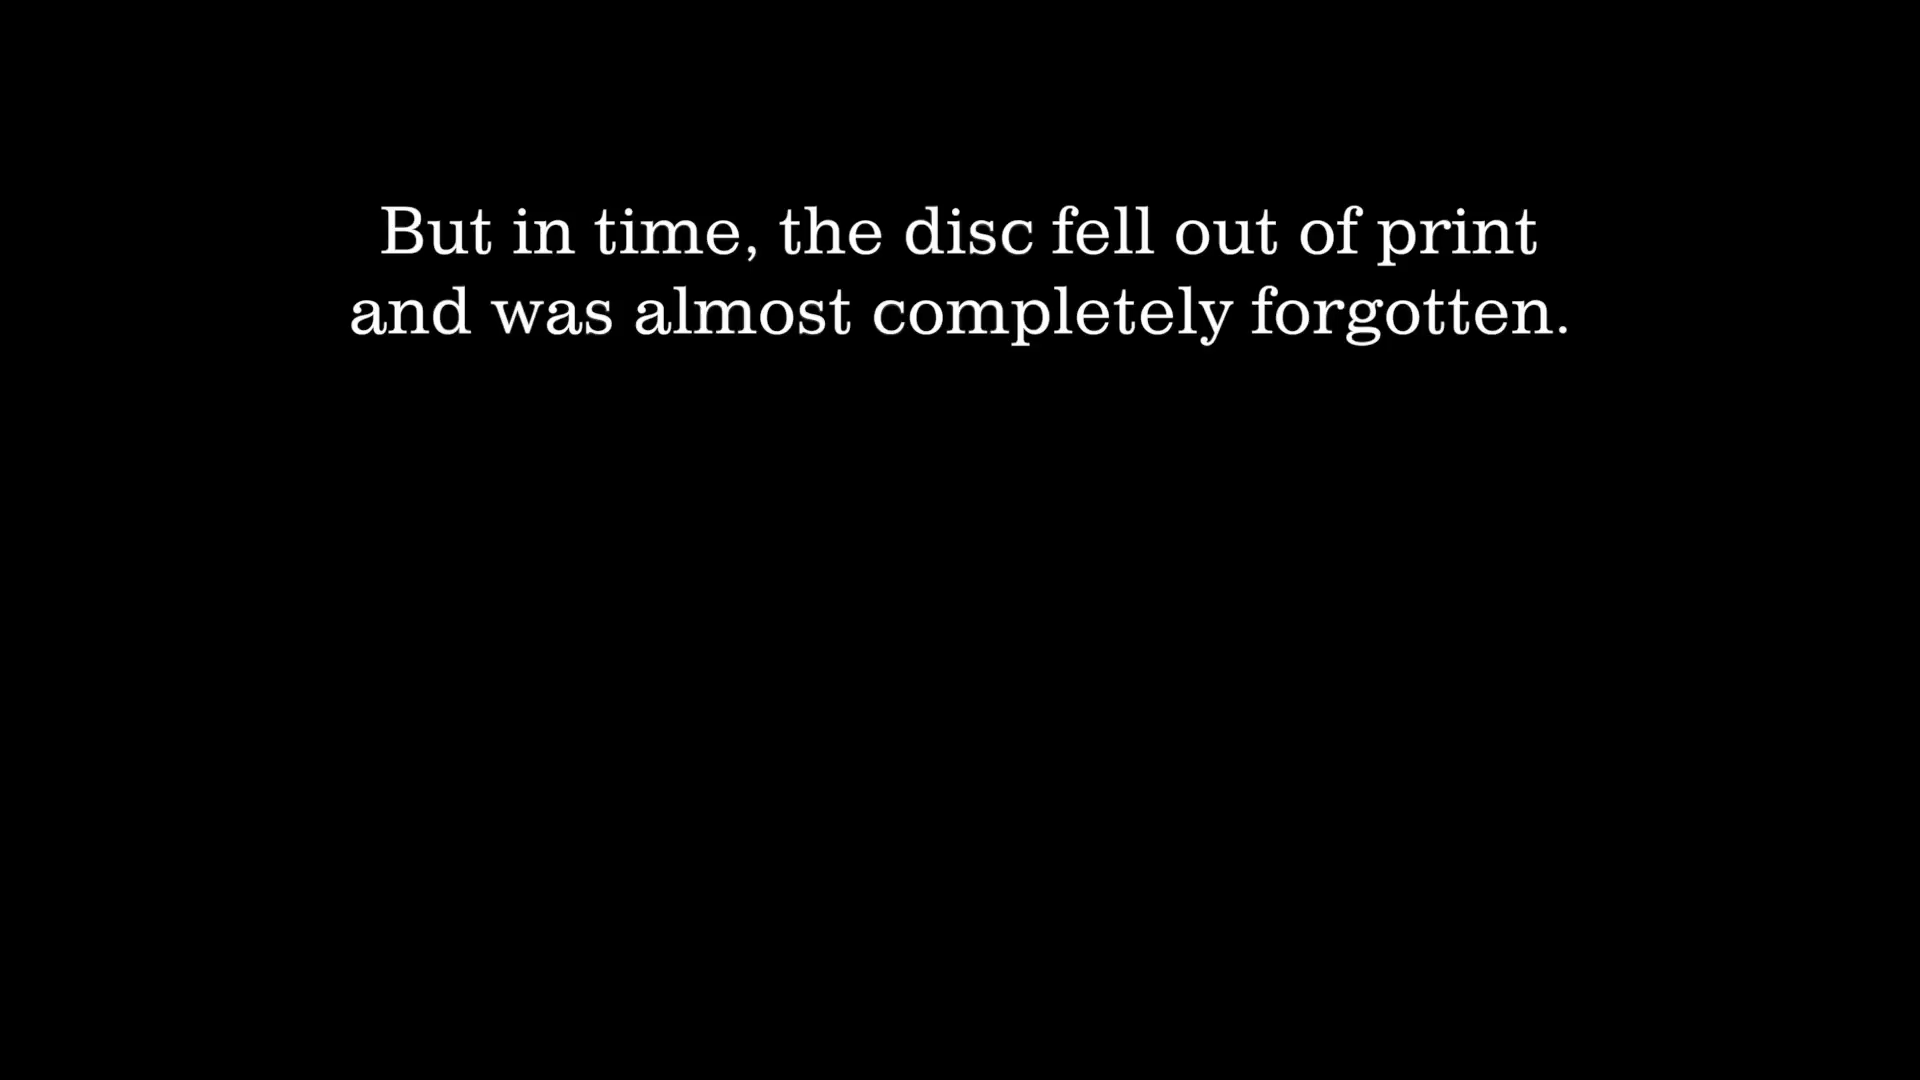 But in time, the disc fell out of print
and was almost completely forgotten.